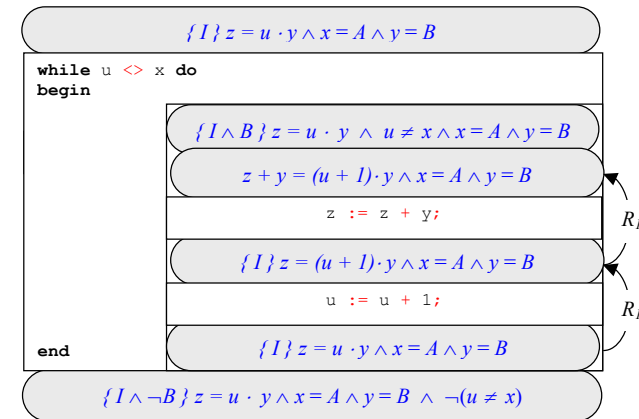 { I } z = u · y ∧ x = A ∧ y = B
while u <> x do
begin
{ I ∧ B } z = u · y ∧ u ≠ x ∧ x = A ∧ y = B
z + y = (u + 1) · y ∧ x = A ∧ y = B
z := z + y;
{ I } z = (u + 1) · y ∧ x = A ∧ y = B
u := u + 1;
end
{ I } z = u · y ∧ x = A ∧ y = B
{ I ∧ ¬B } z = u · y ∧ x = A ∧ y = B ∧ ¬(u ≠ x)